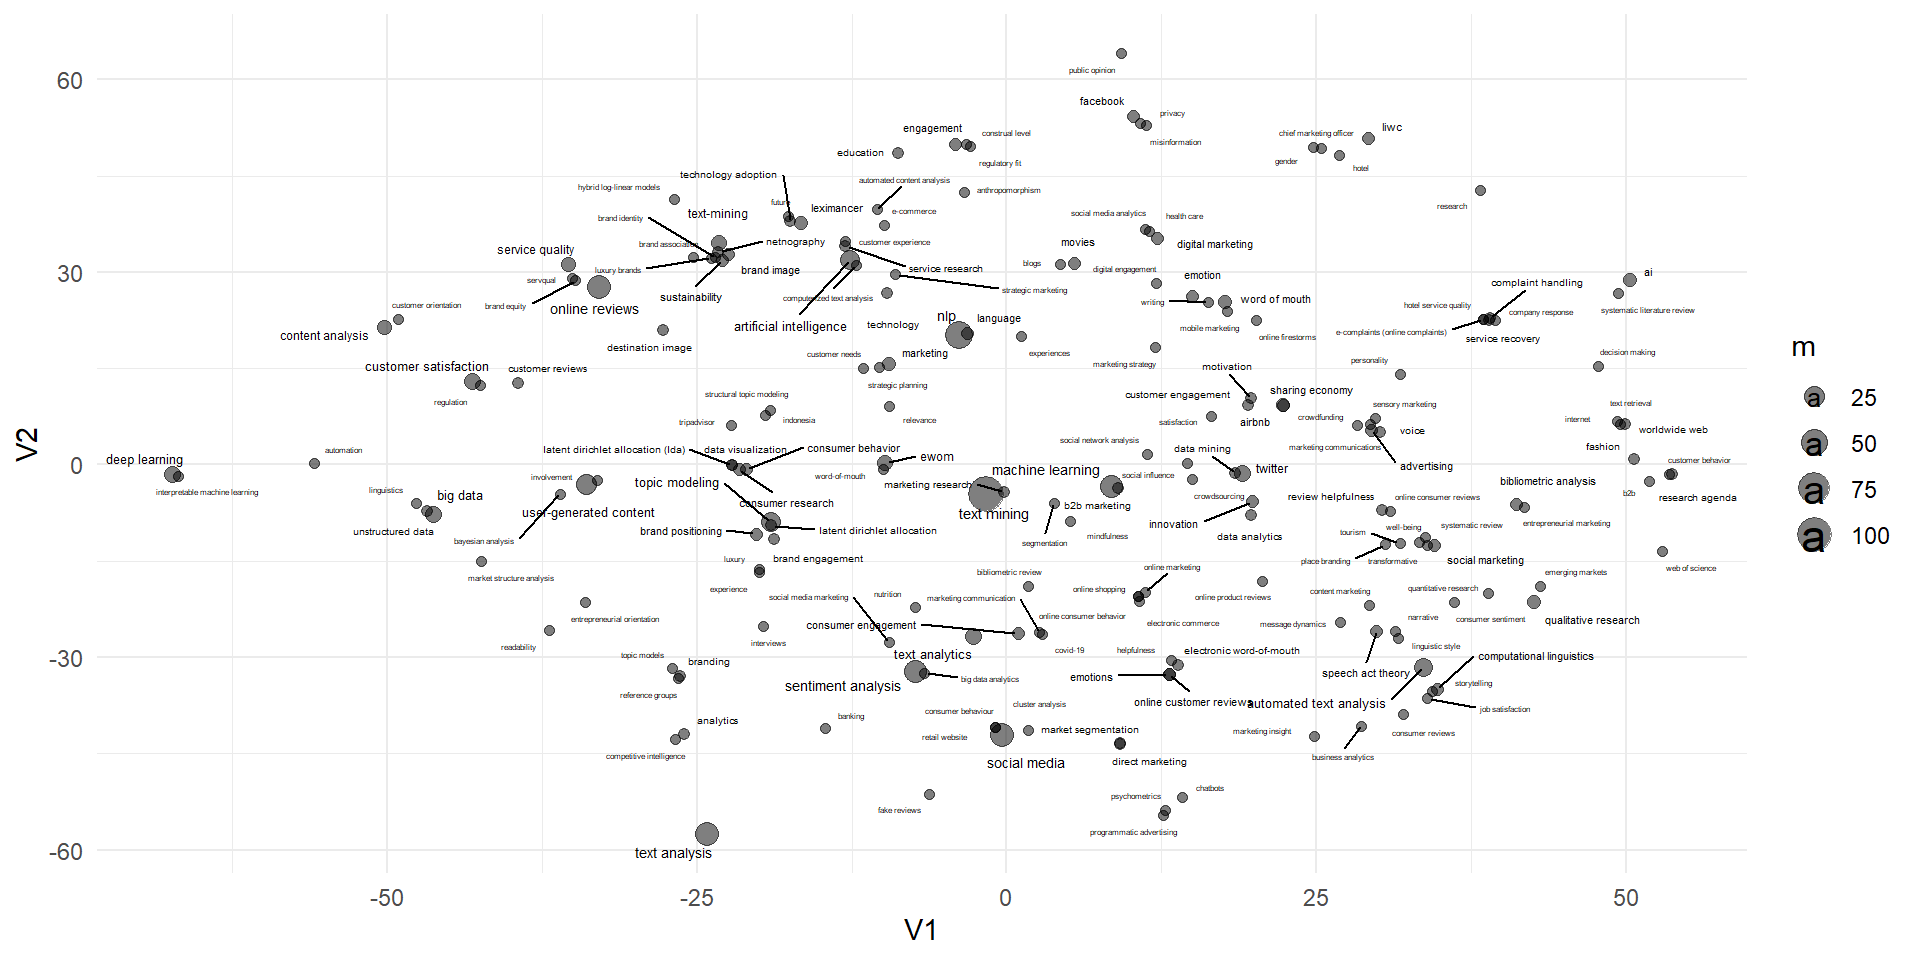 60
public opinion
facebook
privacy
engagement
construal level
chief marketing officer
liwc
education
misinformation
regulatory fit
gender
hotel
technology adoption
automated content analysis
hybrid log-linear models
anthropomorphism
future
leximancer
e-commerce
research
text-mining
brand identity
social media analytics
health care
brand association
netnography
customer experience
movies
digital marketing
service quality
30
luxury brands
brand image
service research
blogs
digital engagement
emotion
ai
servqual
complaint handling
strategic marketing
brand equity
online reviews
sustainability
computerized text analysis
writing
word of mouth
hotel service quality
company response
systematic literature review
customer orientation
nlp
language
artificial intelligence
technology
mobile marketing
e-complaints (online complaints)
content analysis
online firestorms
service recovery
destination image
customer needs
marketing
experiences
decision making
customer satisfaction
customer reviews
marketing strategy
motivation
personality
strategic planning
structural topic modeling
customer engagement
sharing economy
regulation
sensory marketing
text retrieval
tripadvisor
indonesia
relevance
satisfaction
airbnb
crowdfunding
internet
voice
worldwide web
V2
social network analysis
latent dirichlet allocation (lda)
data visualization
consumer behavior
data mining
marketing communications
fashion
automation
0
deep learning
ewom
advertising
customer behavior
machine learning
twitter
word-of-mouth
social influence
involvement
topic modeling
marketing research
bibliometric analysis
interpretable machine learning
linguistics
big data
consumer research
crowdsourcing
review helpfulness
online consumer reviews
b2b
research agenda
b2b marketing
user-generated content
text mining
innovation
entrepreneurial marketing
unstructured data
brand positioning
latent dirichlet allocation
mindfulness
data analytics
tourism
well-being
systematic review
bayesian analysis
segmentation
luxury
brand engagement
place branding
transformative
social marketing
web of science
market structure analysis
bibliometric review
online marketing
emerging markets
experience
social media marketing
nutrition
marketing communication
online shopping
online product reviews
content marketing
quantitative research
entrepreneurial orientation
consumer engagement
online consumer behavior
electronic commerce
message dynamics
narrative
consumer sentiment
qualitative research
readability
interviews
topic models
branding
text analytics
covid-19
helpfulness
electronic word-of-mouth
linguistic style
computational linguistics
-30
sentiment analysis
big data analytics
emotions
speech act theory
storytelling
reference groups
consumer behaviour
cluster analysis
online customer reviews
automated text analysis
job satisfaction
analytics
banking
retail website
market segmentation
marketing insight
consumer reviews
competitive intelligence
social media
direct marketing
business analytics
fake reviews
psychometrics
chatbots
programmatic advertising
-60
text analysis
-50
-25
0
25
50
V1
m
a 25
a 50
a 75
a 100